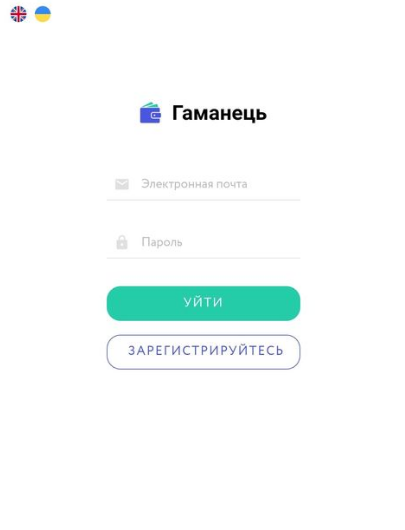 Гаманець
Электронная почта
Пароль
УЙТИ
ЗАРЕГИСТРИРУЙТЕСЬ